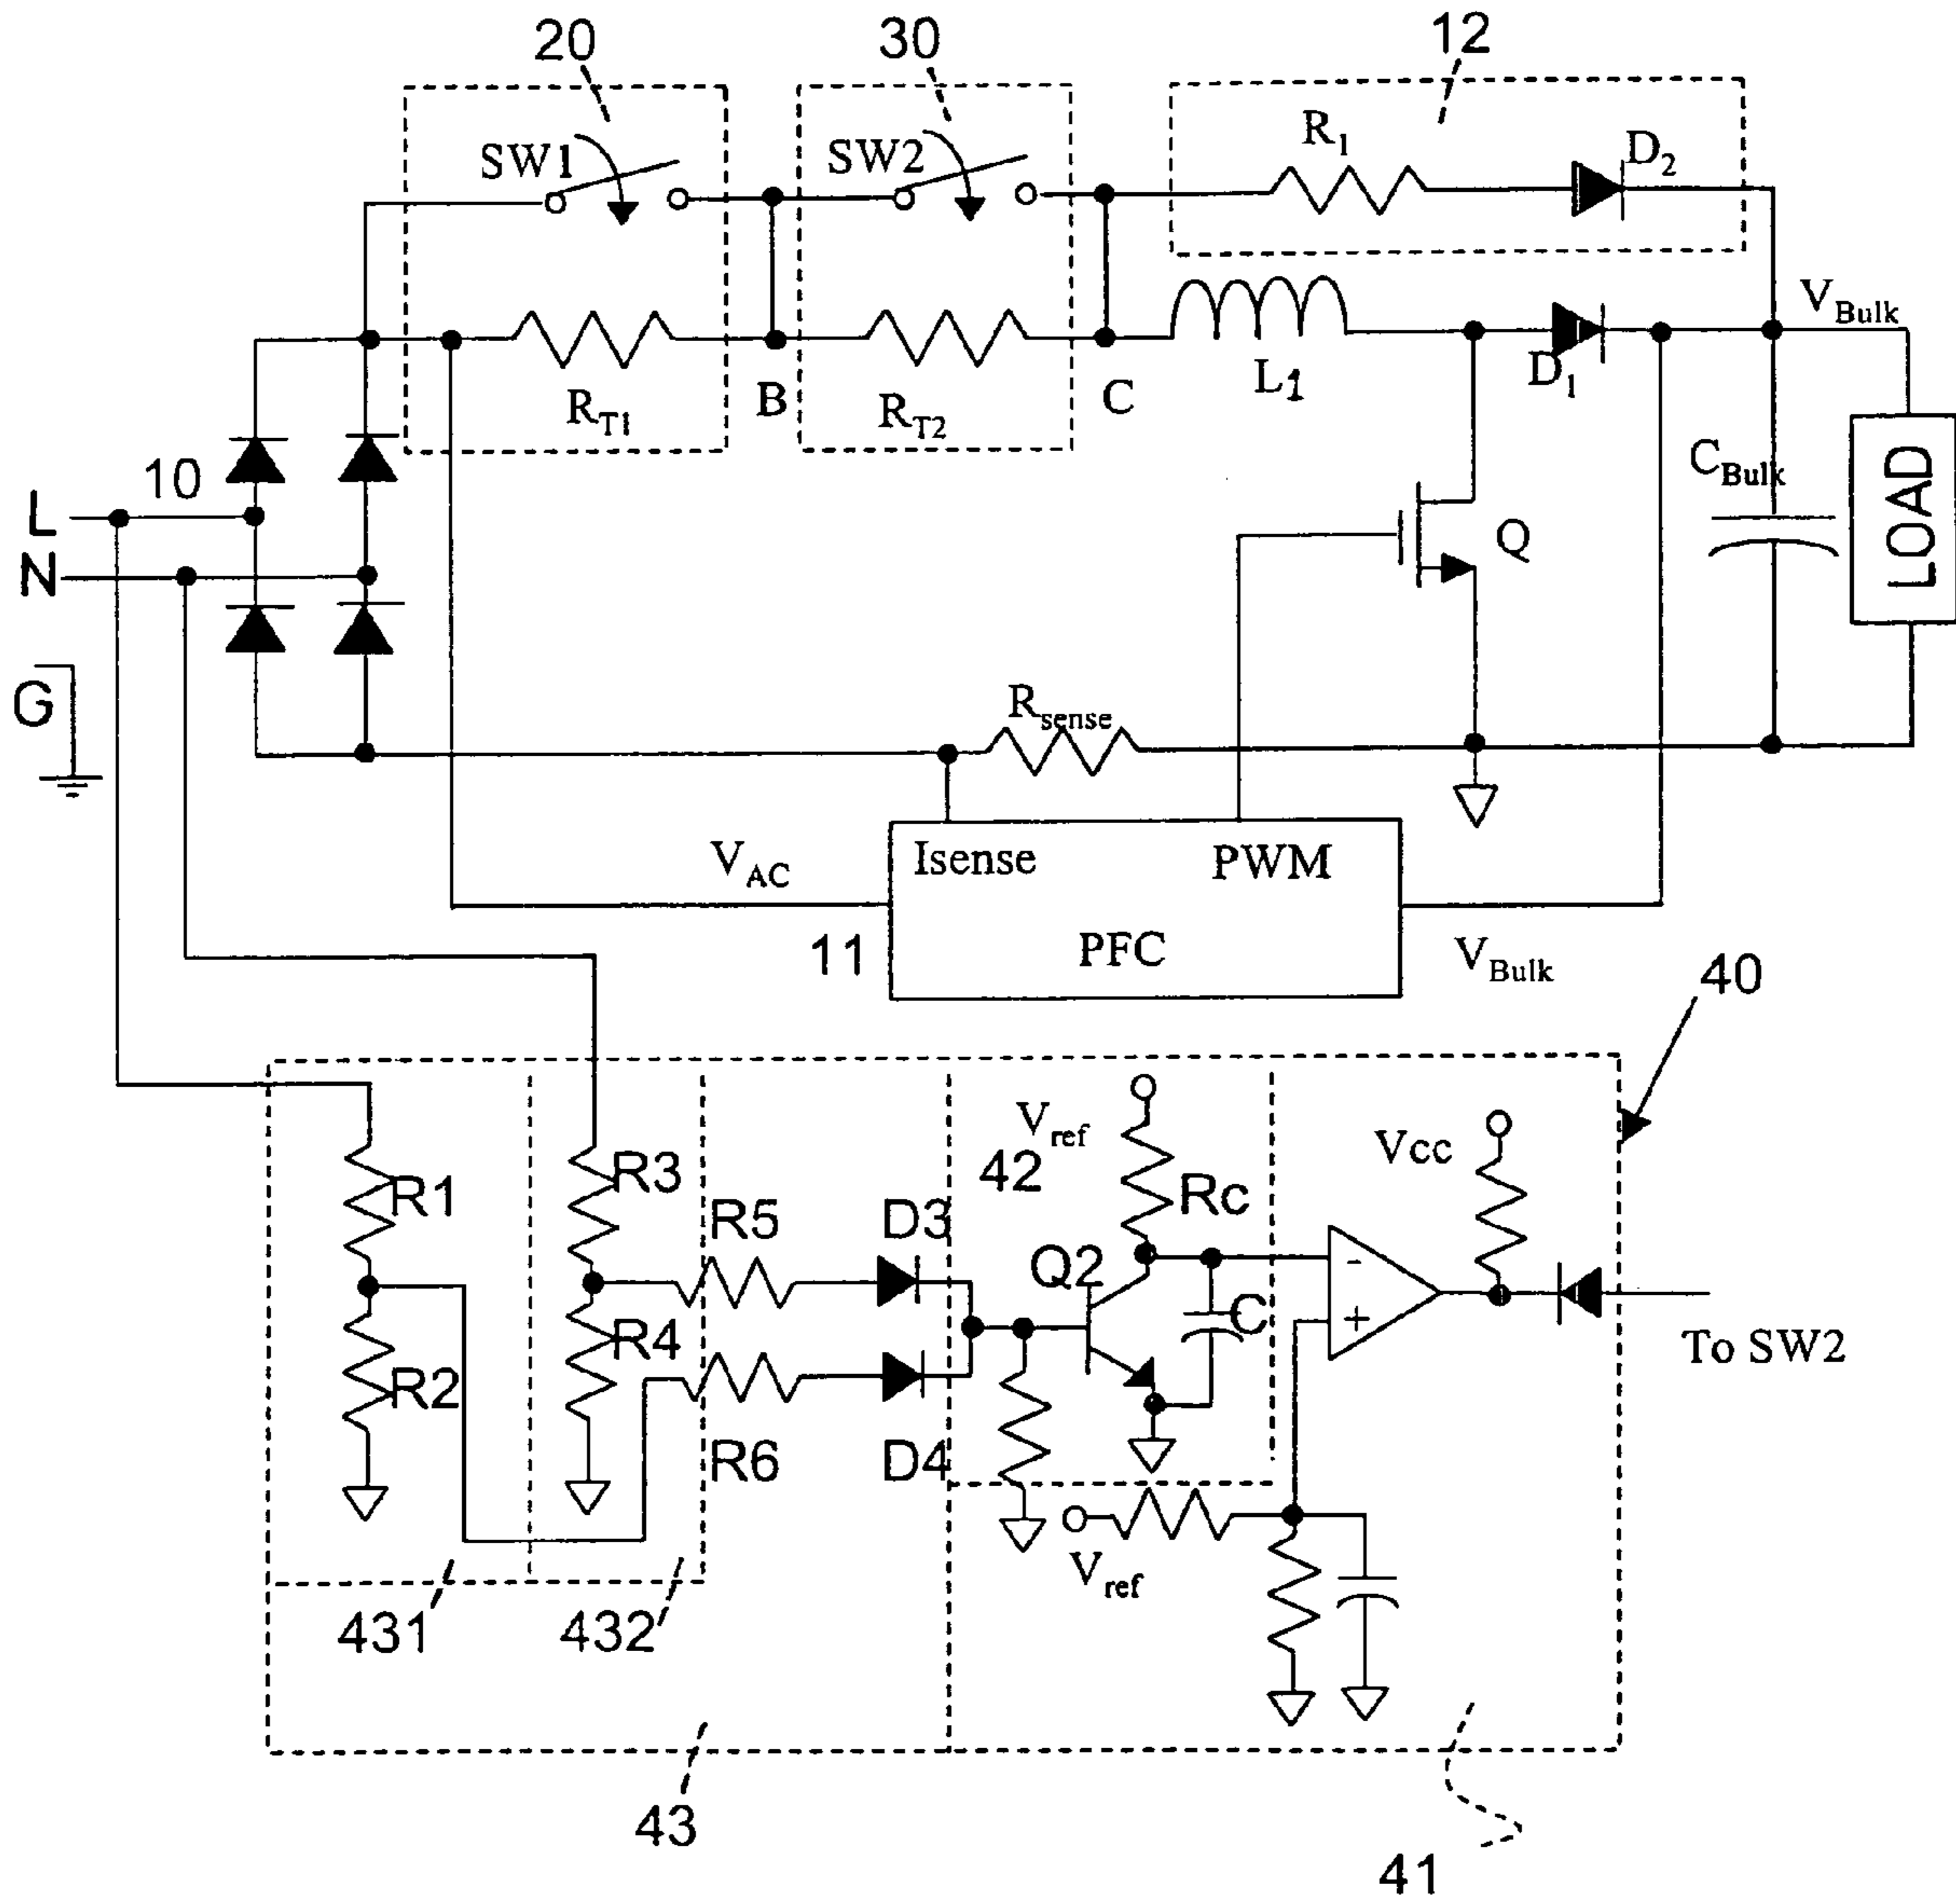 20
30
12
SW1
SW2
R1
D2
VBulk
RT1
B
RT2
C
L1
D1
10
CBulk
LOAD
L
N
Q
G
Rsense
VAC
Isense
PWM
11
PFC
VBulk
40
Vref
Vcc
42
R1
R3
R5
D3
Rc
Q2
-
C
+
R2
R4
To SW2
R6
D4
Vref
431
432
43
41